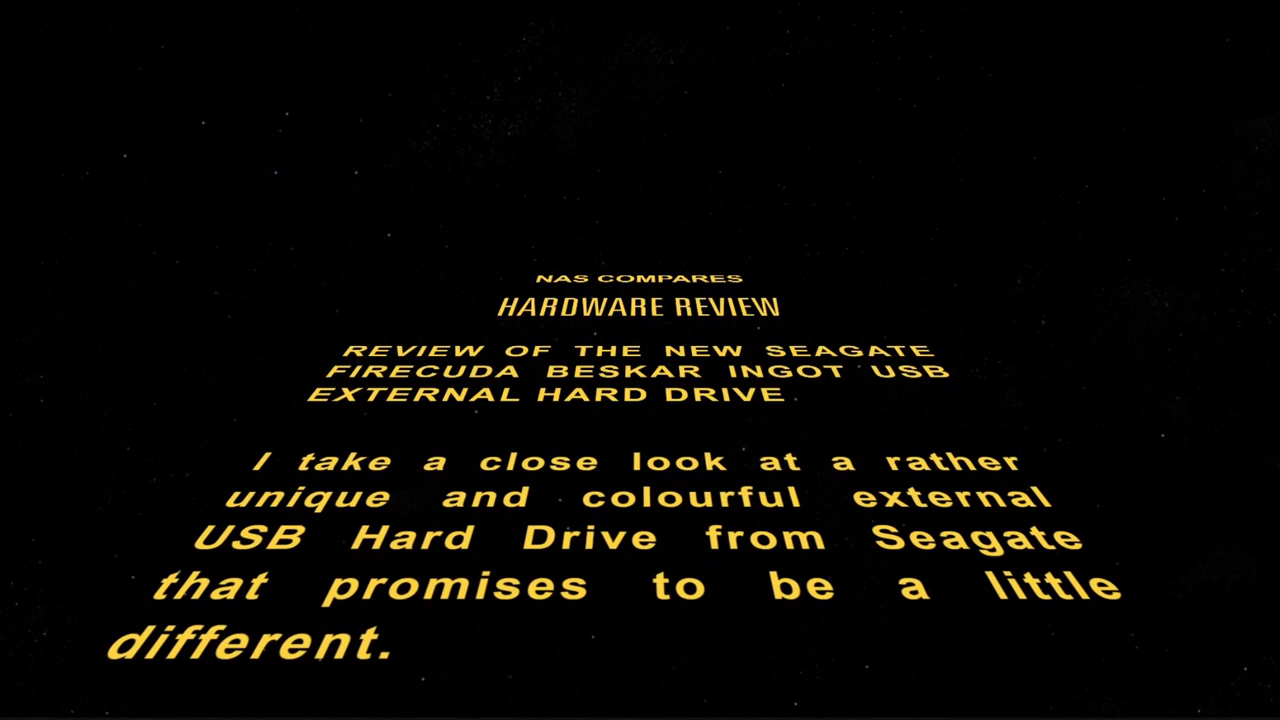 NAS COMPARES
HARDWARE REVIEW
REVIEW OF THE NEW SEAGATE
FIRECUDA BESKAR INGOT USB
EXTERNAL HARD DRIVE
I take a close look at a rather
unique and colourful external
USB Hard Drive from Seagate
that promises to be a little
different.